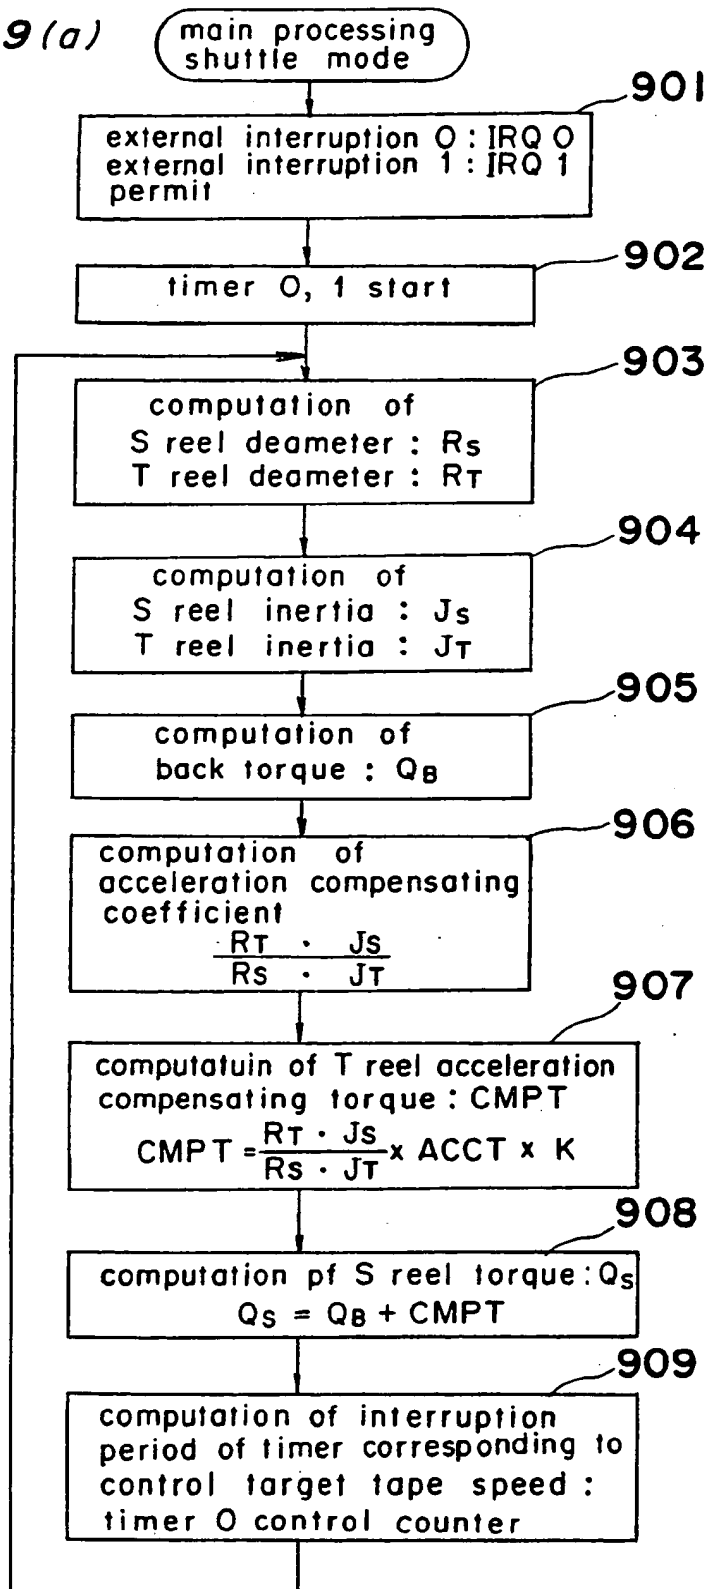 9 (a)
main processing
shuttle mode
901
external interruption 0 : IRQ 0
external interruption 1 : IRQ 1
permit
902
timer 0, 1 start
903
computation of
S reel deameter : RS
T reel deameter : RT
904
computation of
S reel inertia : JS
T reel inertia : JT
905
computation of
back torque : QB
906
computation of
acceleration compensating
coefficient
RT · JS
RS · JT
907
computatuin of T reel acceleration
compensating torque : CMPT
CMPT = RT · JS / RS · JT x ACCT x K
908
computation pf S reel torque : QS
QS = QB + CMPT
909
computation of interruption
period of timer corresponding to
control target tape speed :
timer 0 control counter